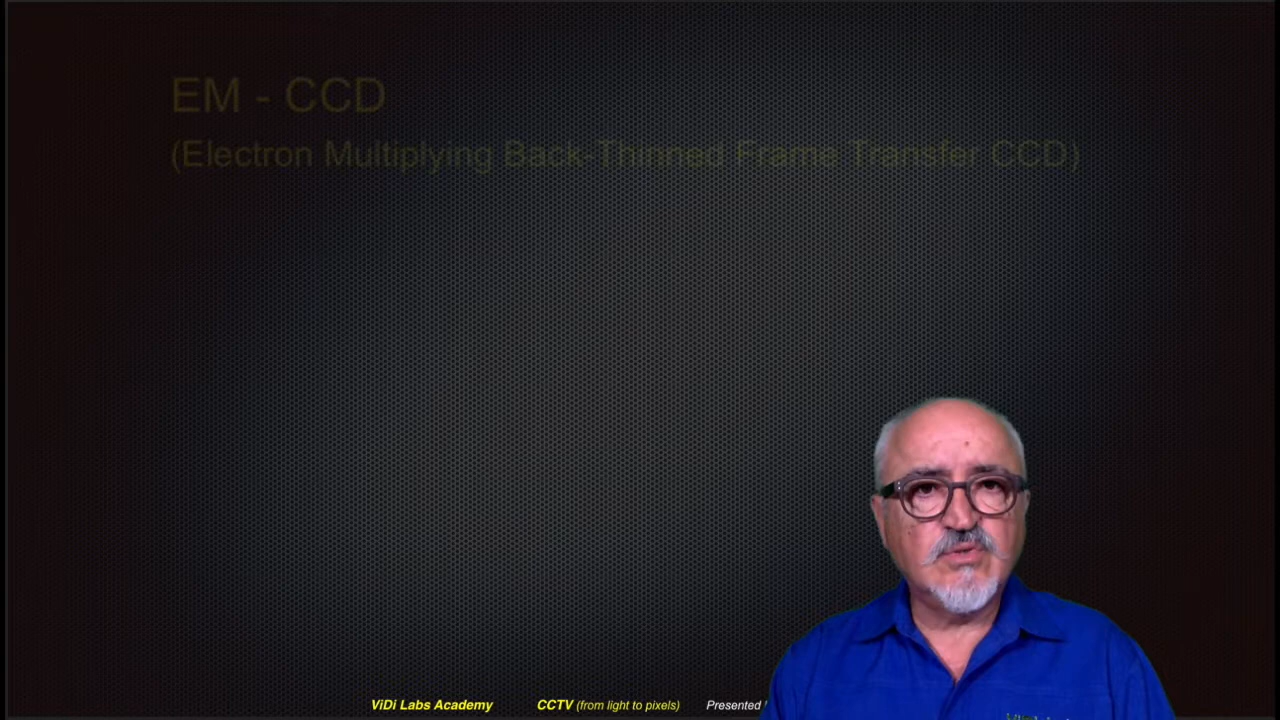 EM - CCD
(Electron Multiplying Back-Thinned Frame Transfer CCD)
ViDi Labs Academy CCTV (from light to pixels) Presented